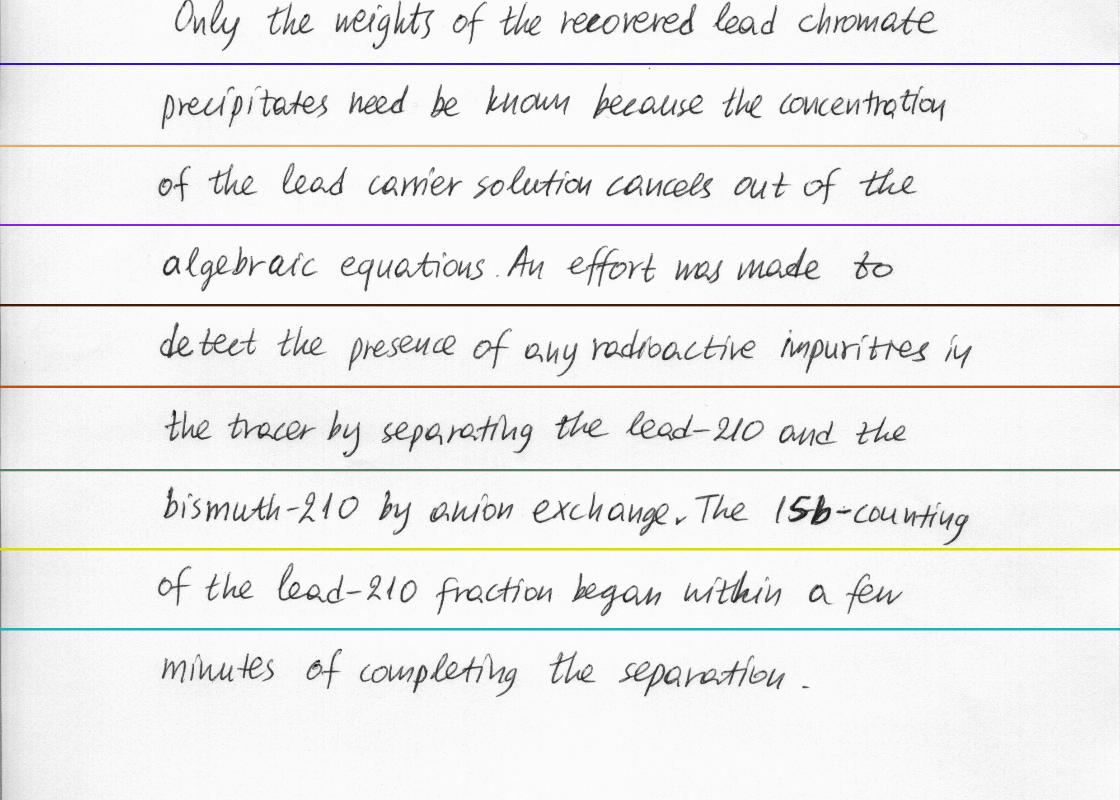 Only the weights of the recovered lead chromate
precipitates need be known because the concentration
of the lead carrier solution cancels out of the
algebraic equations. An effort was made to
detect the presence of any radioactive impurities in
the tracer by separating the lead-210 and the
bismuth-210 by anion exchange. The 15b-counting
of the lead-210 fraction began within a few
minutes of completing the separation.